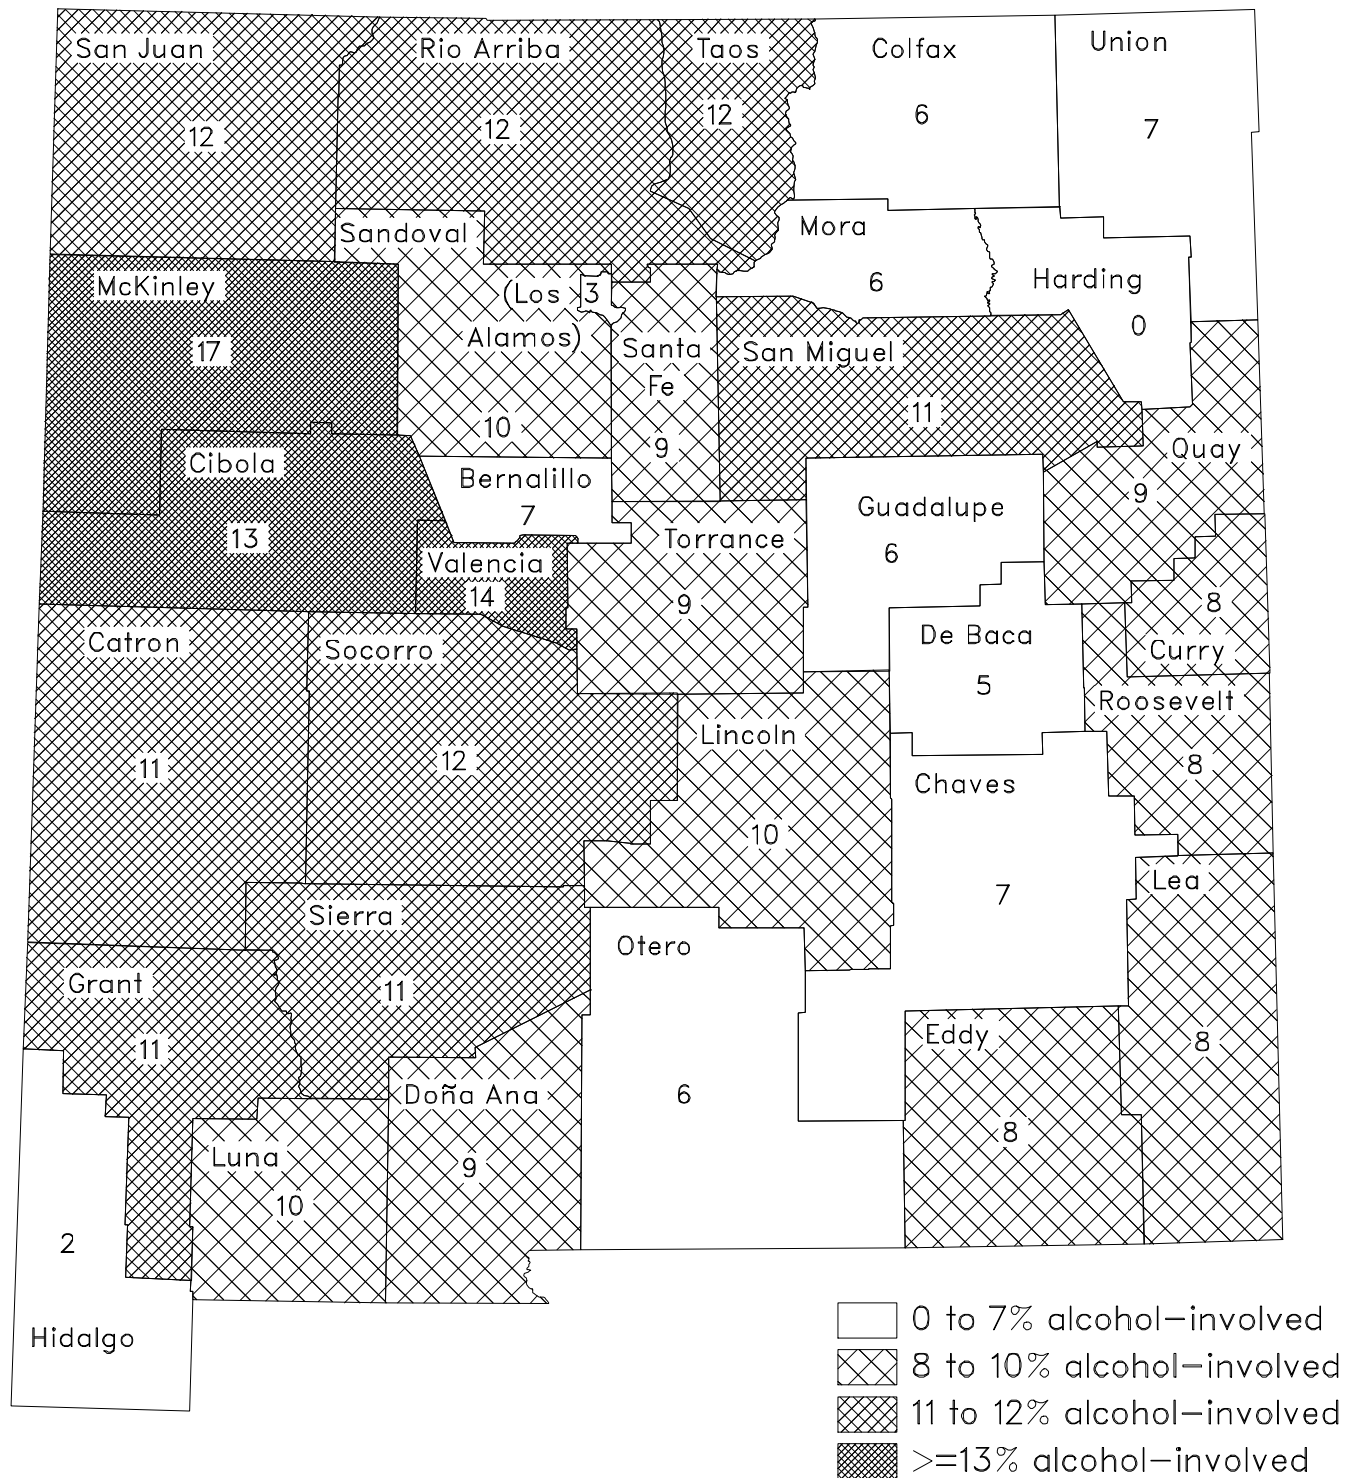 San Juan
12
Rio Arriba
12
Taos
12
Colfax
6
Union
7
Sandoval
10
(Los
Alamos)
3
Mora
6
Harding
0
McKinley
17
Santa
Fe
9
San Miguel
11
Quay
9
Cibola
13
Bernalillo
7
Guadalupe
6
Valencia
14
Torrance
9
De Baca
5
8
Curry
Catron
11
Socorro
12
Lincoln
10
Roosevelt
8
Chaves
7
Lea
8
Sierra
11
Otero
6
Grant
11
Eddy
8
Doña Ana
9
Luna
10
2
Hidalgo
0 to 7% alcohol-involved
8 to 10% alcohol-involved
11 to 12% alcohol-involved
>=13% alcohol-involved